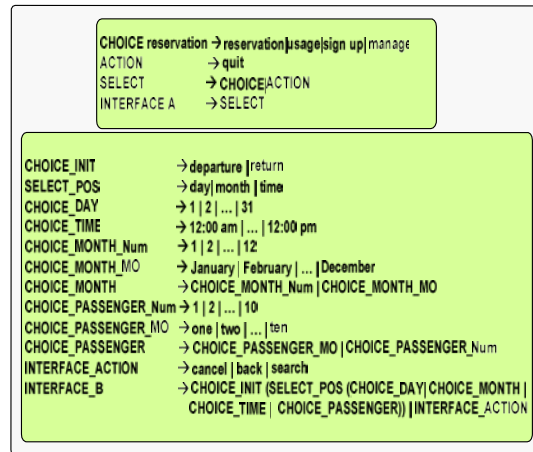 CHOICE reservation → reservation|usage|sign up| manage
ACTION → quit
SELECT → CHOICE|ACTION
INTERFACE A → SELECT
CHOICE_INIT → departure | return
SELECT_POS → day| month | time
CHOICE_DAY → 1 | 2 | ... | 31
CHOICE_TIME → 12:00 am | ... | 12:00 pm
CHOICE_MONTH_Num → 1 | 2 | ... | 12
CHOICE_MONTH_MO → January | February | ... | December
CHOICE_MONTH → CHOICE_MONTH_Num | CHOICE_MONTH_MO
CHOICE_PASSENGER_Num → 1 | 2 | ... | 10
CHOICE_PASSENGER_MO → one | two | ... | ten
CHOICE_PASSENGER → CHOICE_PASSENGER_MO | CHOICE_PASSENGER_Num
INTERFACE_ACTION → cancel | back | search
INTERFACE_B → CHOICE_INIT (SELECT_POS (CHOICE_DAY| CHOICE_MONTH |
CHOICE_TIME | CHOICE_PASSENGER)) | INTERFACE_ACTION